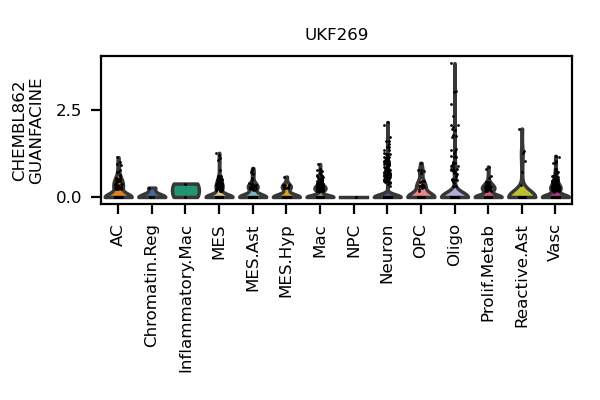 UKF269
CHEMBL862
GUANFACINE
2.5
0.0
AC
Chromatin.Reg
Inflammatory.Mac
MES
MES.Ast
MES.Hyp
Mac
NPC
Neuron
OPC
Oligo
Prolif.Metab
Reactive.Ast
Vasc